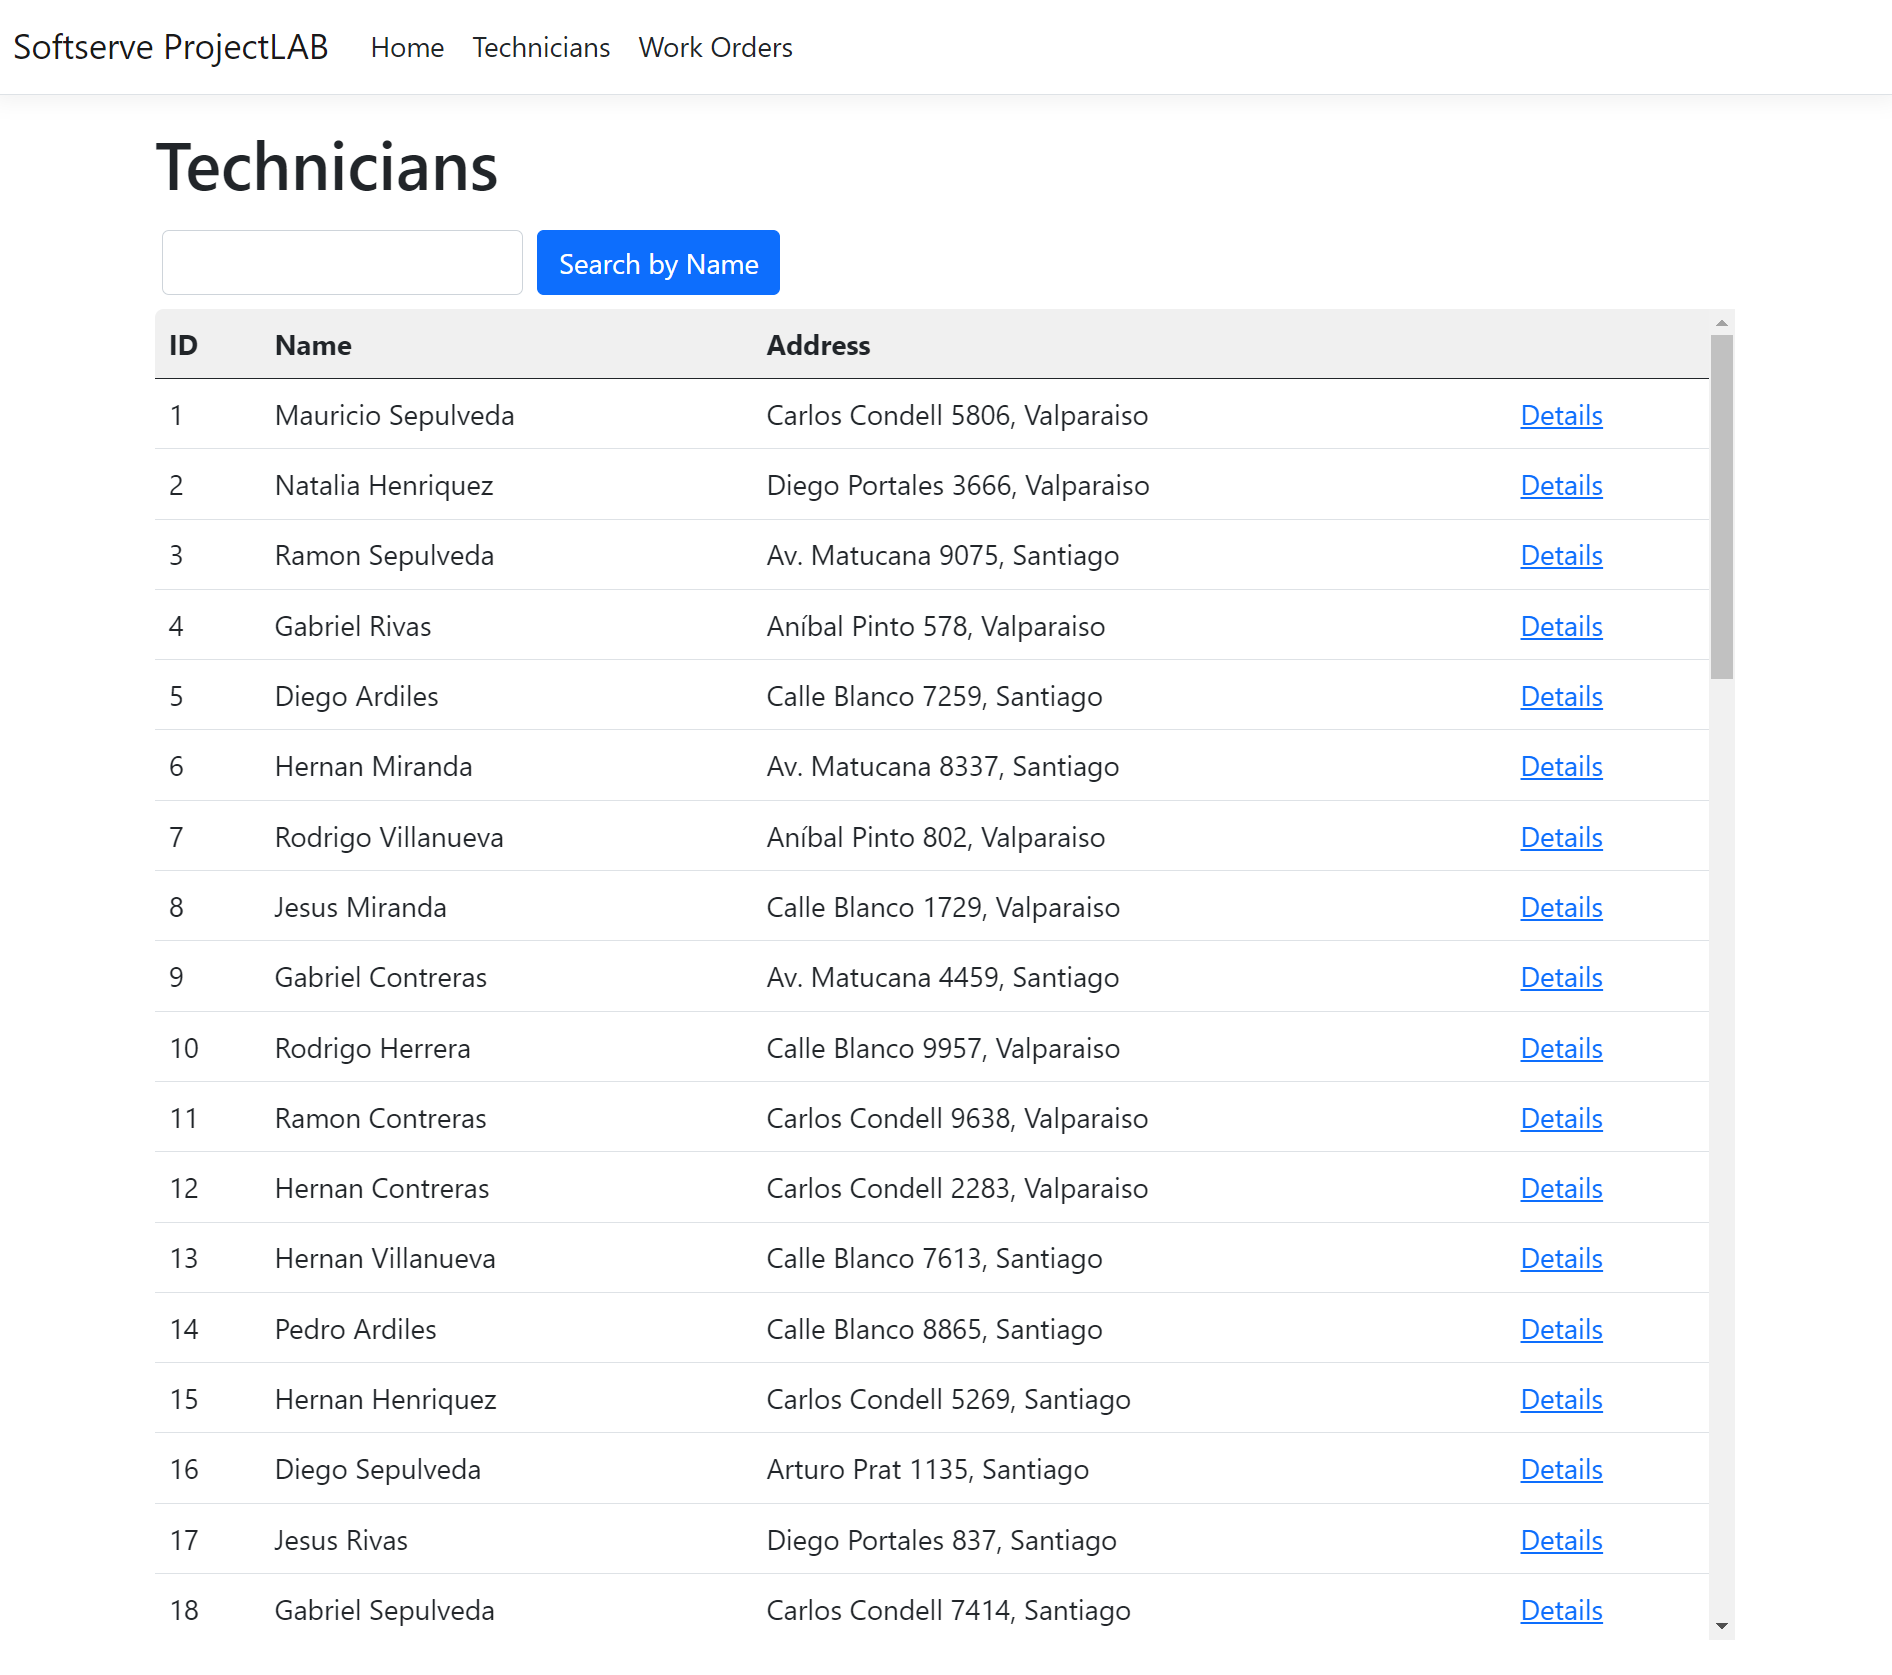 Softserve ProjectLAB Home Technicians Work Orders
Technicians
Search by Name
ID Name Address
1 Mauricio Sepulveda Carlos Condell 5806, Valparaiso Details
2 Natalia Henriquez Diego Portales 3666, Valparaiso Details
3 Ramon Sepulveda Av. Matucana 9075, Santiago Details
4 Gabriel Rivas Aníbal Pinto 578, Valparaiso Details
5 Diego Ardiles Calle Blanco 7259, Santiago Details
6 Hernan Miranda Av. Matucana 8337, Santiago Details
7 Rodrigo Villanueva Aníbal Pinto 802, Valparaiso Details
8 Jesus Miranda Calle Blanco 1729, Valparaiso Details
9 Gabriel Contreras Av. Matucana 4459, Santiago Details
10 Rodrigo Herrera Calle Blanco 9957, Valparaiso Details
11 Ramon Contreras Carlos Condell 9638, Valparaiso Details
12 Hernan Contreras Carlos Condell 2283, Valparaiso Details
13 Hernan Villanueva Calle Blanco 7613, Santiago Details
14 Pedro Ardiles Calle Blanco 8865, Santiago Details
15 Hernan Henriquez Carlos Condell 5269, Santiago Details
16 Diego Sepulveda Arturo Prat 1135, Santiago Details
17 Jesus Rivas Diego Portales 837, Santiago Details
18 Gabriel Sepulveda Carlos Condell 7414, Santiago Details